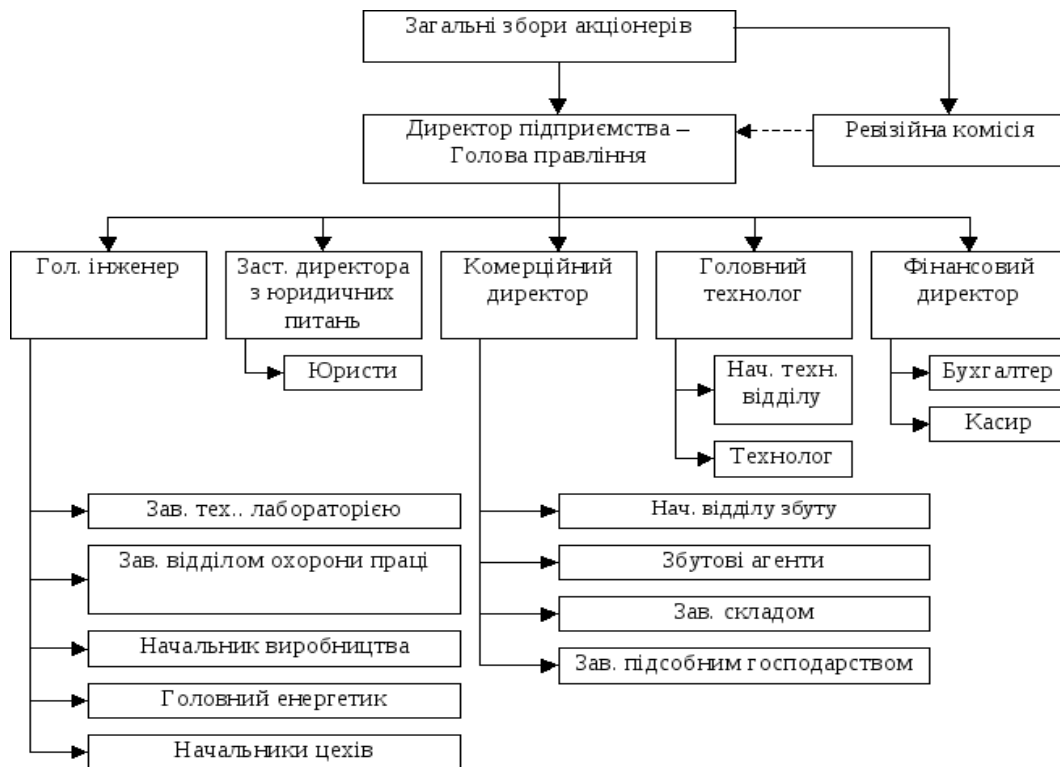 Загальні збори акціонерів
Директор підприємства –
Голова правління
Ревізійна комісія
Гол. інженер
Заст. директора
з юридичних
питань
Комерційний
директор
Головний
технолог
Фінансовий
директор
Юристи
Нач. техн.
відділу
Бухгалтер
Касир
Технолог
Зав. тех.. лабораторією
Нач. відділу збуту
Зав. відділом охорони праці
Збутові агенти
Зав. складом
Начальник виробництва
Зав. підсобним господарством
Головний енергетик
Начальники цехів